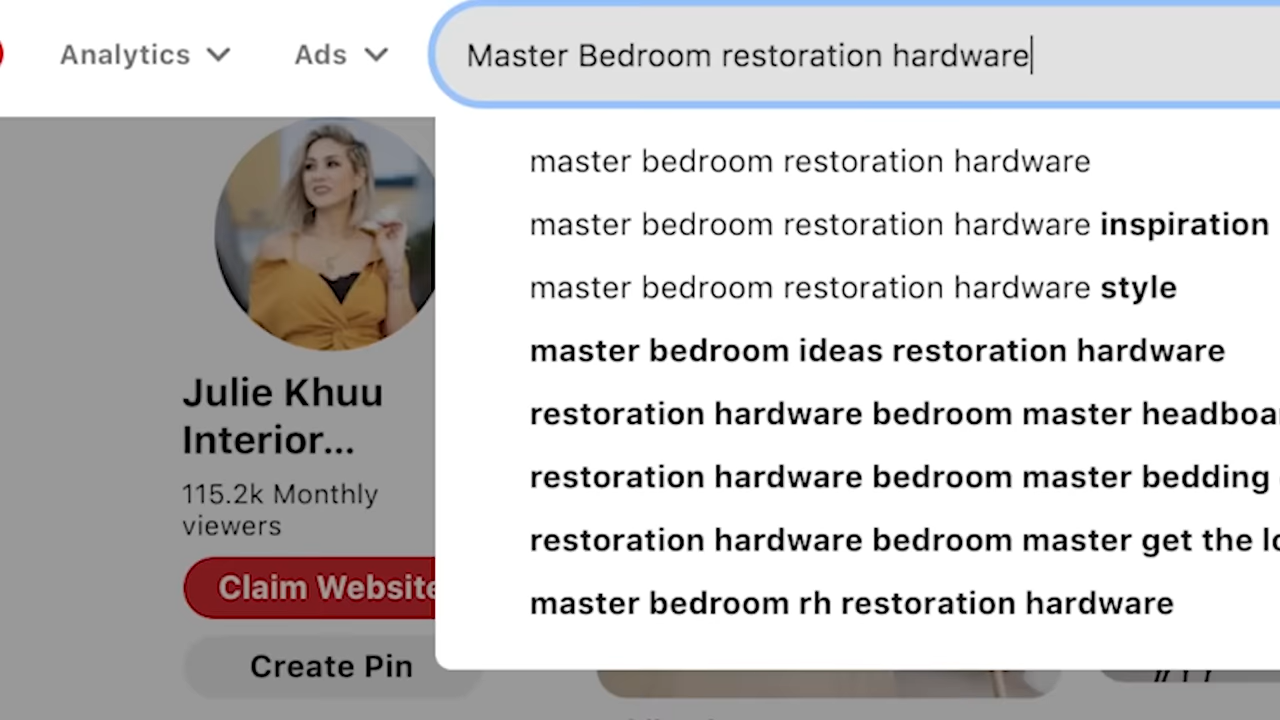 Analytics Ads Master Bedroom restoration hardware
master bedroom restoration hardware
master bedroom restoration hardware inspiration
master bedroom restoration hardware style
master bedroom ideas restoration hardware
restoration hardware bedroom master
restoration hardware bedroom master bedding
restoration hardware bedroom master get the
master bedroom rh restoration hardware
Julie Khuu
Interior...
115.2k Monthly
viewers
Claim Website
Create Pin